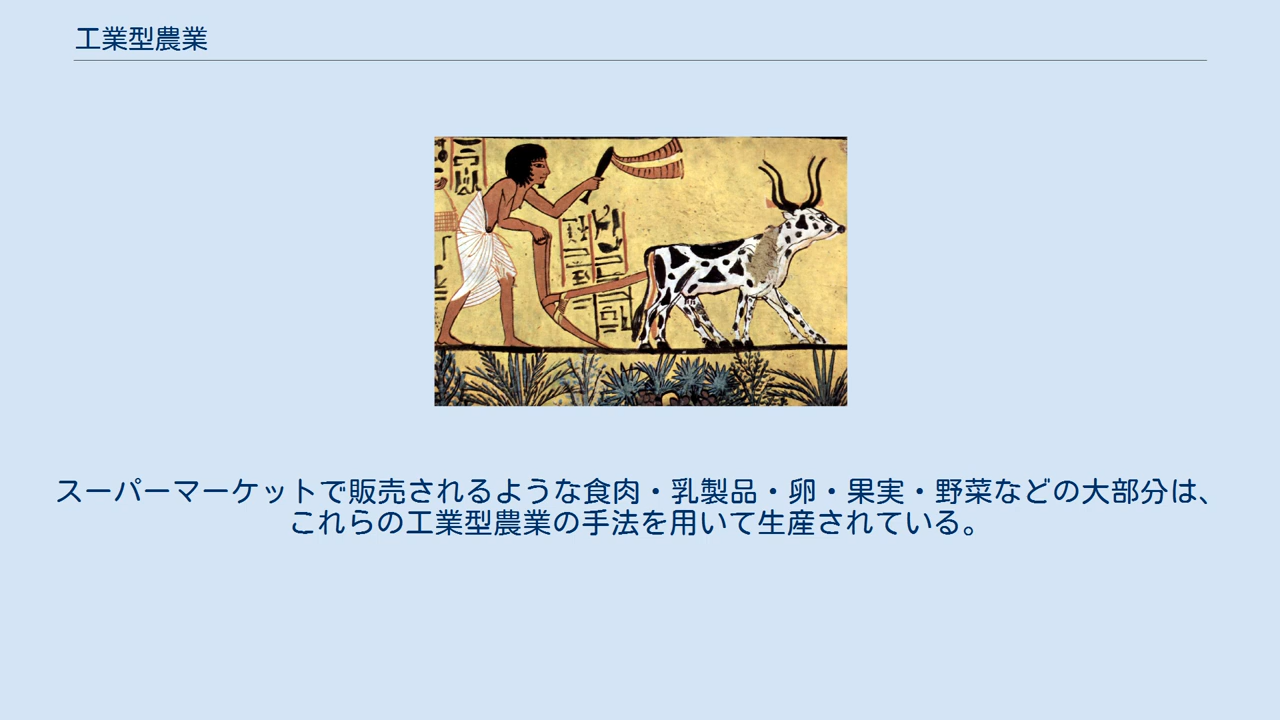 工業型農業
スーパーマーケットで販売されるような食肉・乳製品・卵・果実・野菜などの大部分は、
これらの工業型農業の手法を用いて生産されている。